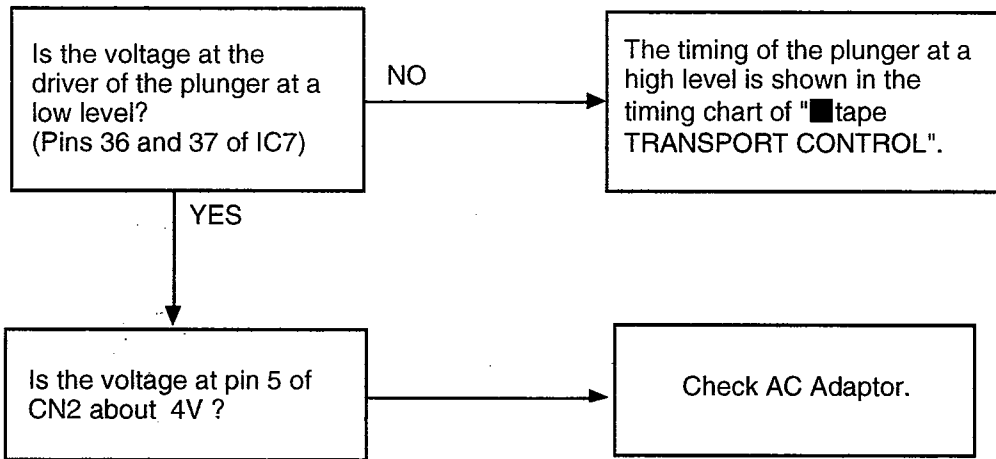 Is the voltage at the
driver of the plunger at a
low level?
(Pins 36 and 37 of IC7)
NO
The timing of the plunger at a
high level is shown in the
timing chart of "■tape
TRANSPORT CONTROL".
YES
Is the voltage at pin 5 of
CN2 about 4V ?
Check AC Adaptor.